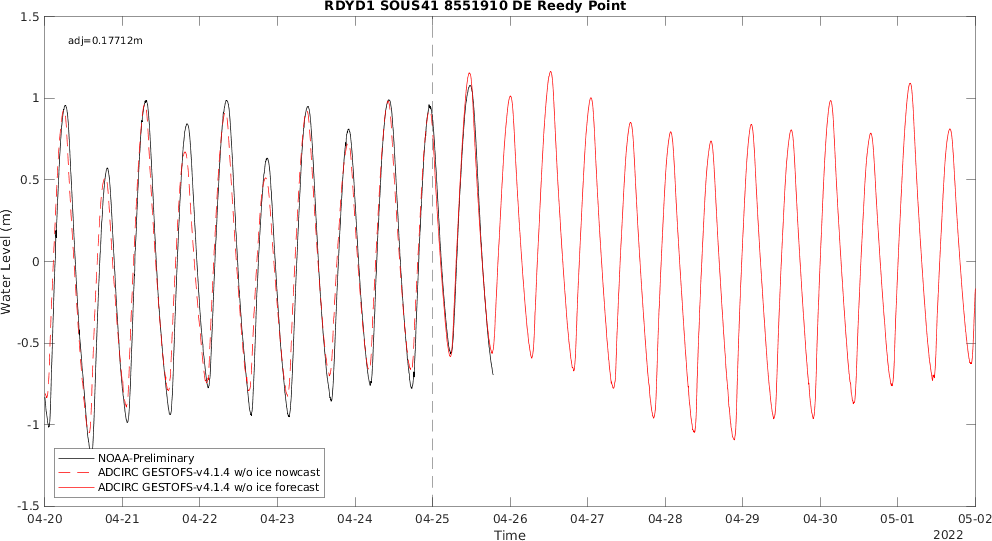 RDYD1 SOUS41 8551910 DE Reedy Point
adj=0.17712m
1.5
1
0.5
0
-0.5
-1
-1.5
Water Level (m)
NOAA-Preliminary
ADCIRC GESTOFS-v4.1.4 w/o ice nowcast
ADCIRC GESTOFS-v4.1.4 w/o ice forecast
04-20 04-21 04-22 04-23 04-24 04-25 04-26 04-27 04-28 04-29 04-30 05-01 05-02
Time
2022